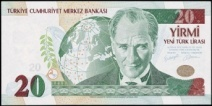 TÜRKİYE CUMHURİYET MERKEZ BANKASI
20
YİRMİ
YENİ TÜRK LİRASI
20